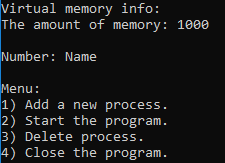 Virtual memory info:
The amount of memory: 1000
Number: Name
Menu:
1) Add a new process.
2) Start the program.
3) Delete process.
4) Close the program.